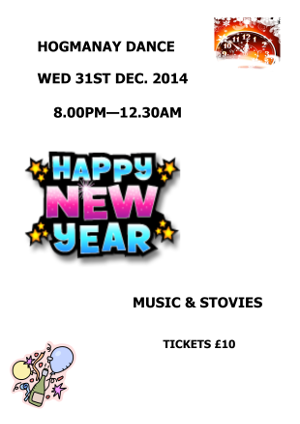 HOGMANAY DANCE
WED 31ST DEC. 2014
8.00PM—12.30AM
HAPPY
NEW
YEAR
MUSIC & STOVIES
TICKETS £10